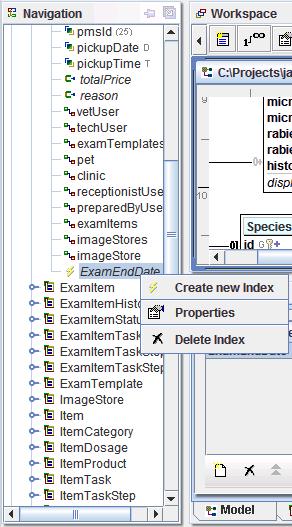 Navigation
pmsId (25)
pickupDate D
pickupTime T
totalPrice
reason
vetUser
techUser
examTemplates
pet
clinic
receptionistUse
preparedByUse
examItems
imageStores
imageStore
ExamEndDate
ExamItem
ExamItemHisto
ExamItemStatu
ExamItemTask
ExamItemTaskStep
ExamItemTaskStep
ExamTemplate
ImageStore
Item
ItemCategory
ItemDosage
ItemProduct
ItemTask
ItemTaskStep
Create new Index
Properties
Delete Index
Workspace
C:\Projects\ja
9
10
micr
micr
rabie
rabie
histo
displ
Species
id G
Model